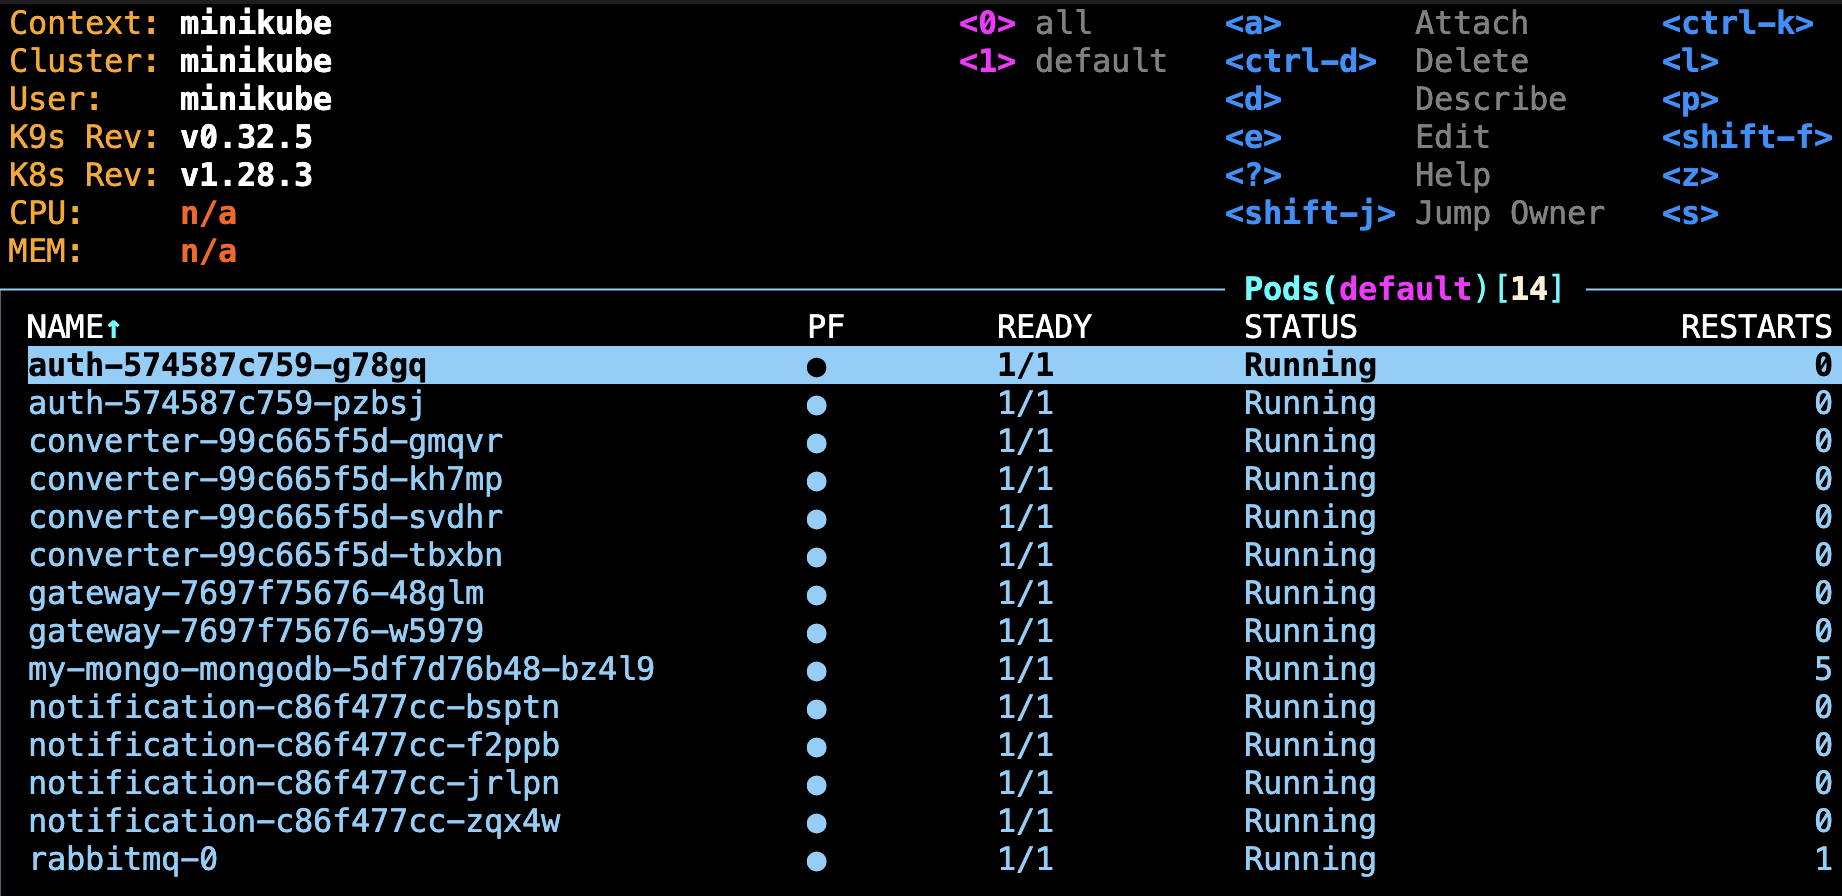 Context: minikube <0> all <a> Attach <ctrl-k>
Cluster: minikube <1> default <ctrl-d> Delete <l>
User: minikube <d> Describe <p>
K9s Rev: v0.32.5 <e> Edit <shift-f>
K8s Rev: v1.28.3 <?> Help <z>
CPU: n/a <shift-j> Jump Owner <s>
MEM: n/a
Pods(default)[14]
NAME↑ PF READY STATUS RESTARTS
auth-574587c759-g78gq ● 1/1 Running 0
auth-574587c759-pzbsj ● 1/1 Running 0
converter-99c665f5d-gmqvr ● 1/1 Running 0
converter-99c665f5d-kh7mp ● 1/1 Running 0
converter-99c665f5d-svdhr ● 1/1 Running 0
converter-99c665f5d-tbxbn ● 1/1 Running 0
gateway-7697f75676-48glm ● 1/1 Running 0
gateway-7697f75676-w5979 ● 1/1 Running 0
my-mongo-mongodb-5df7d76b48-bz4l9 ● 1/1 Running 5
notification-c86f477cc-bsptn ● 1/1 Running 0
notification-c86f477cc-f2ppb ● 1/1 Running 0
notification-c86f477cc-jrlpn ● 1/1 Running 0
notification-c86f477cc-zqx4w ● 1/1 Running 0
rabbitmq-0 ● 1/1 Running 1